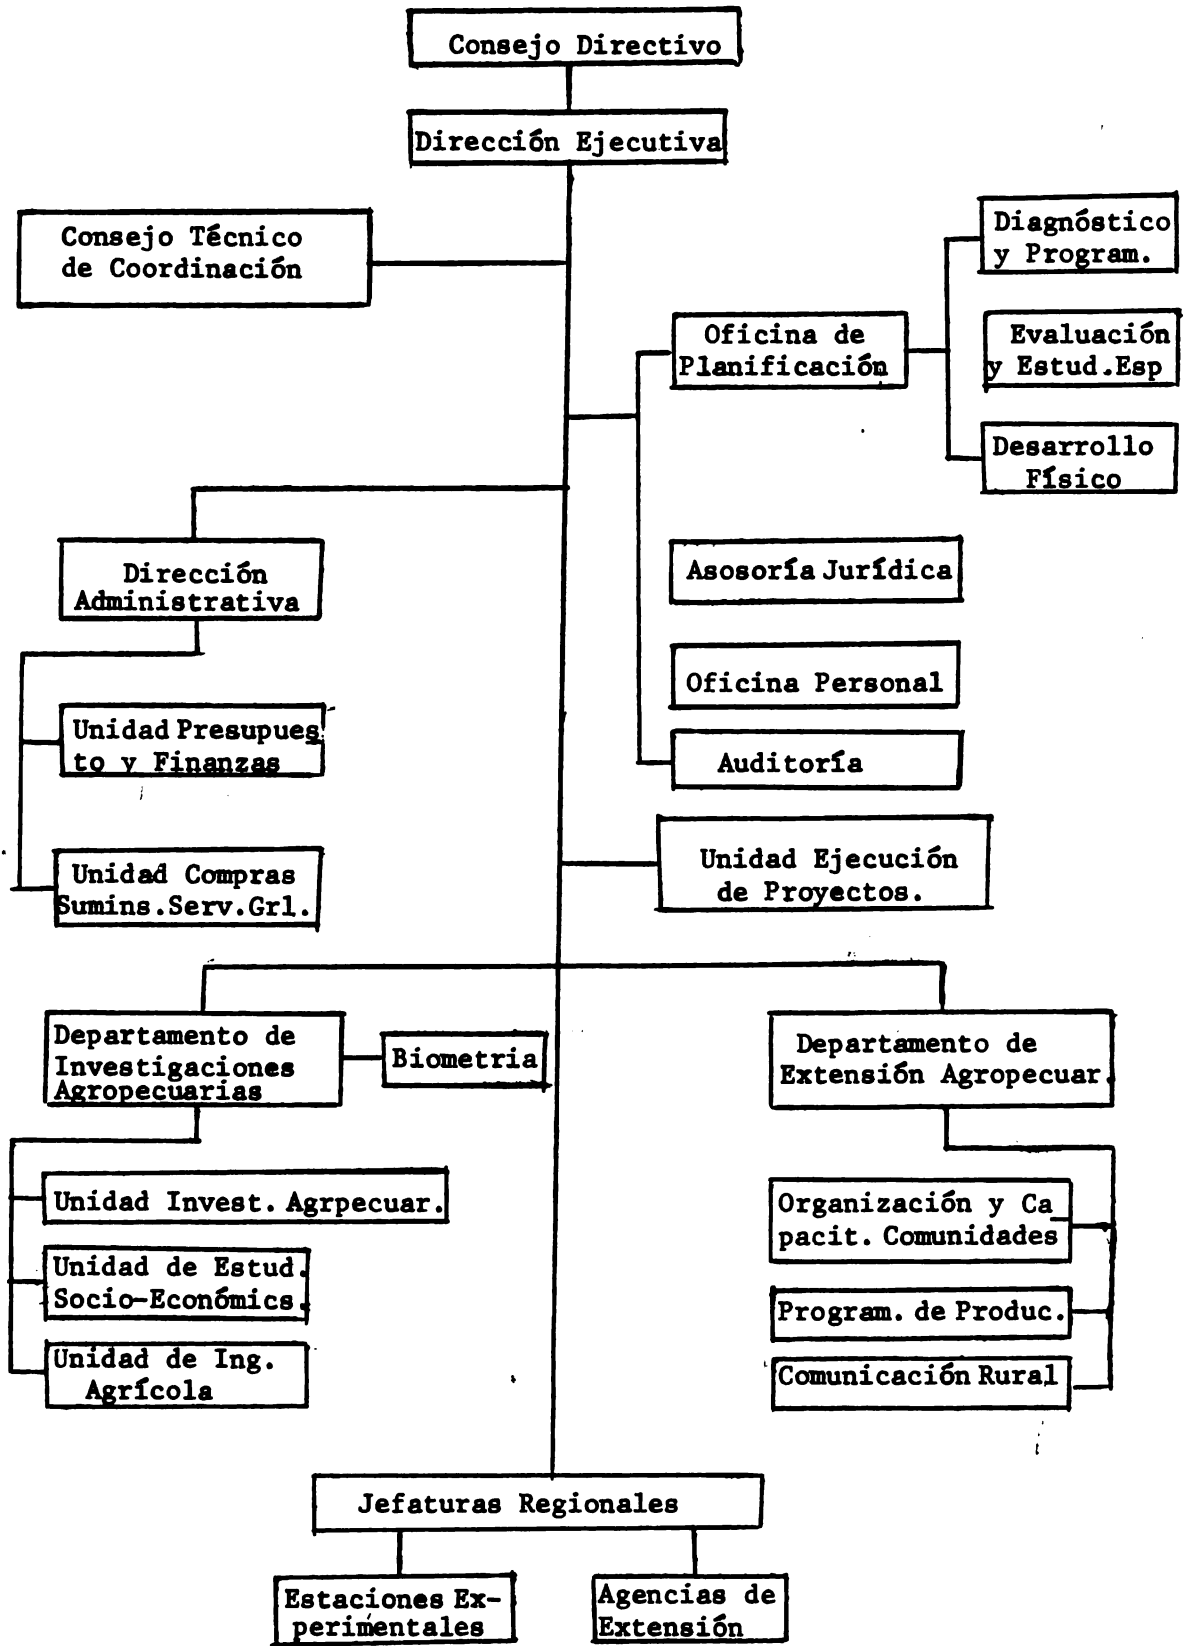 Consejo Directivo
Dirección Ejecutiva
Consejo Técnico
de Coordinación
Diagnóstico
y Program.
Oficina de
Planificación
Evaluación
y Estud.Esp
Desarrollo
Físico
Dirección
Administrativa
Asosoría Jurídica
Oficina Personal
Unidad Presupues
to y Finanzas
Auditoría
Unidad Compras
Sumins.Serv.Grl.
Unidad Ejecución
de Proyectos.
Departamento de
Investigaciones
Agropecuarias
Biometria
Departamento de
Extensión Agropecuar.
Unidad Invest. Agrpecuar.
Unidad de Estud.
Socio-Económics.
Unidad de Ing.
Agrícola
Organización y Ca
pacit. Comunidades
Program. de Produc.
Comunicación Rural
Jefaturas Regionales
Estaciones Ex-
perimentales
Agencias de
Extensión